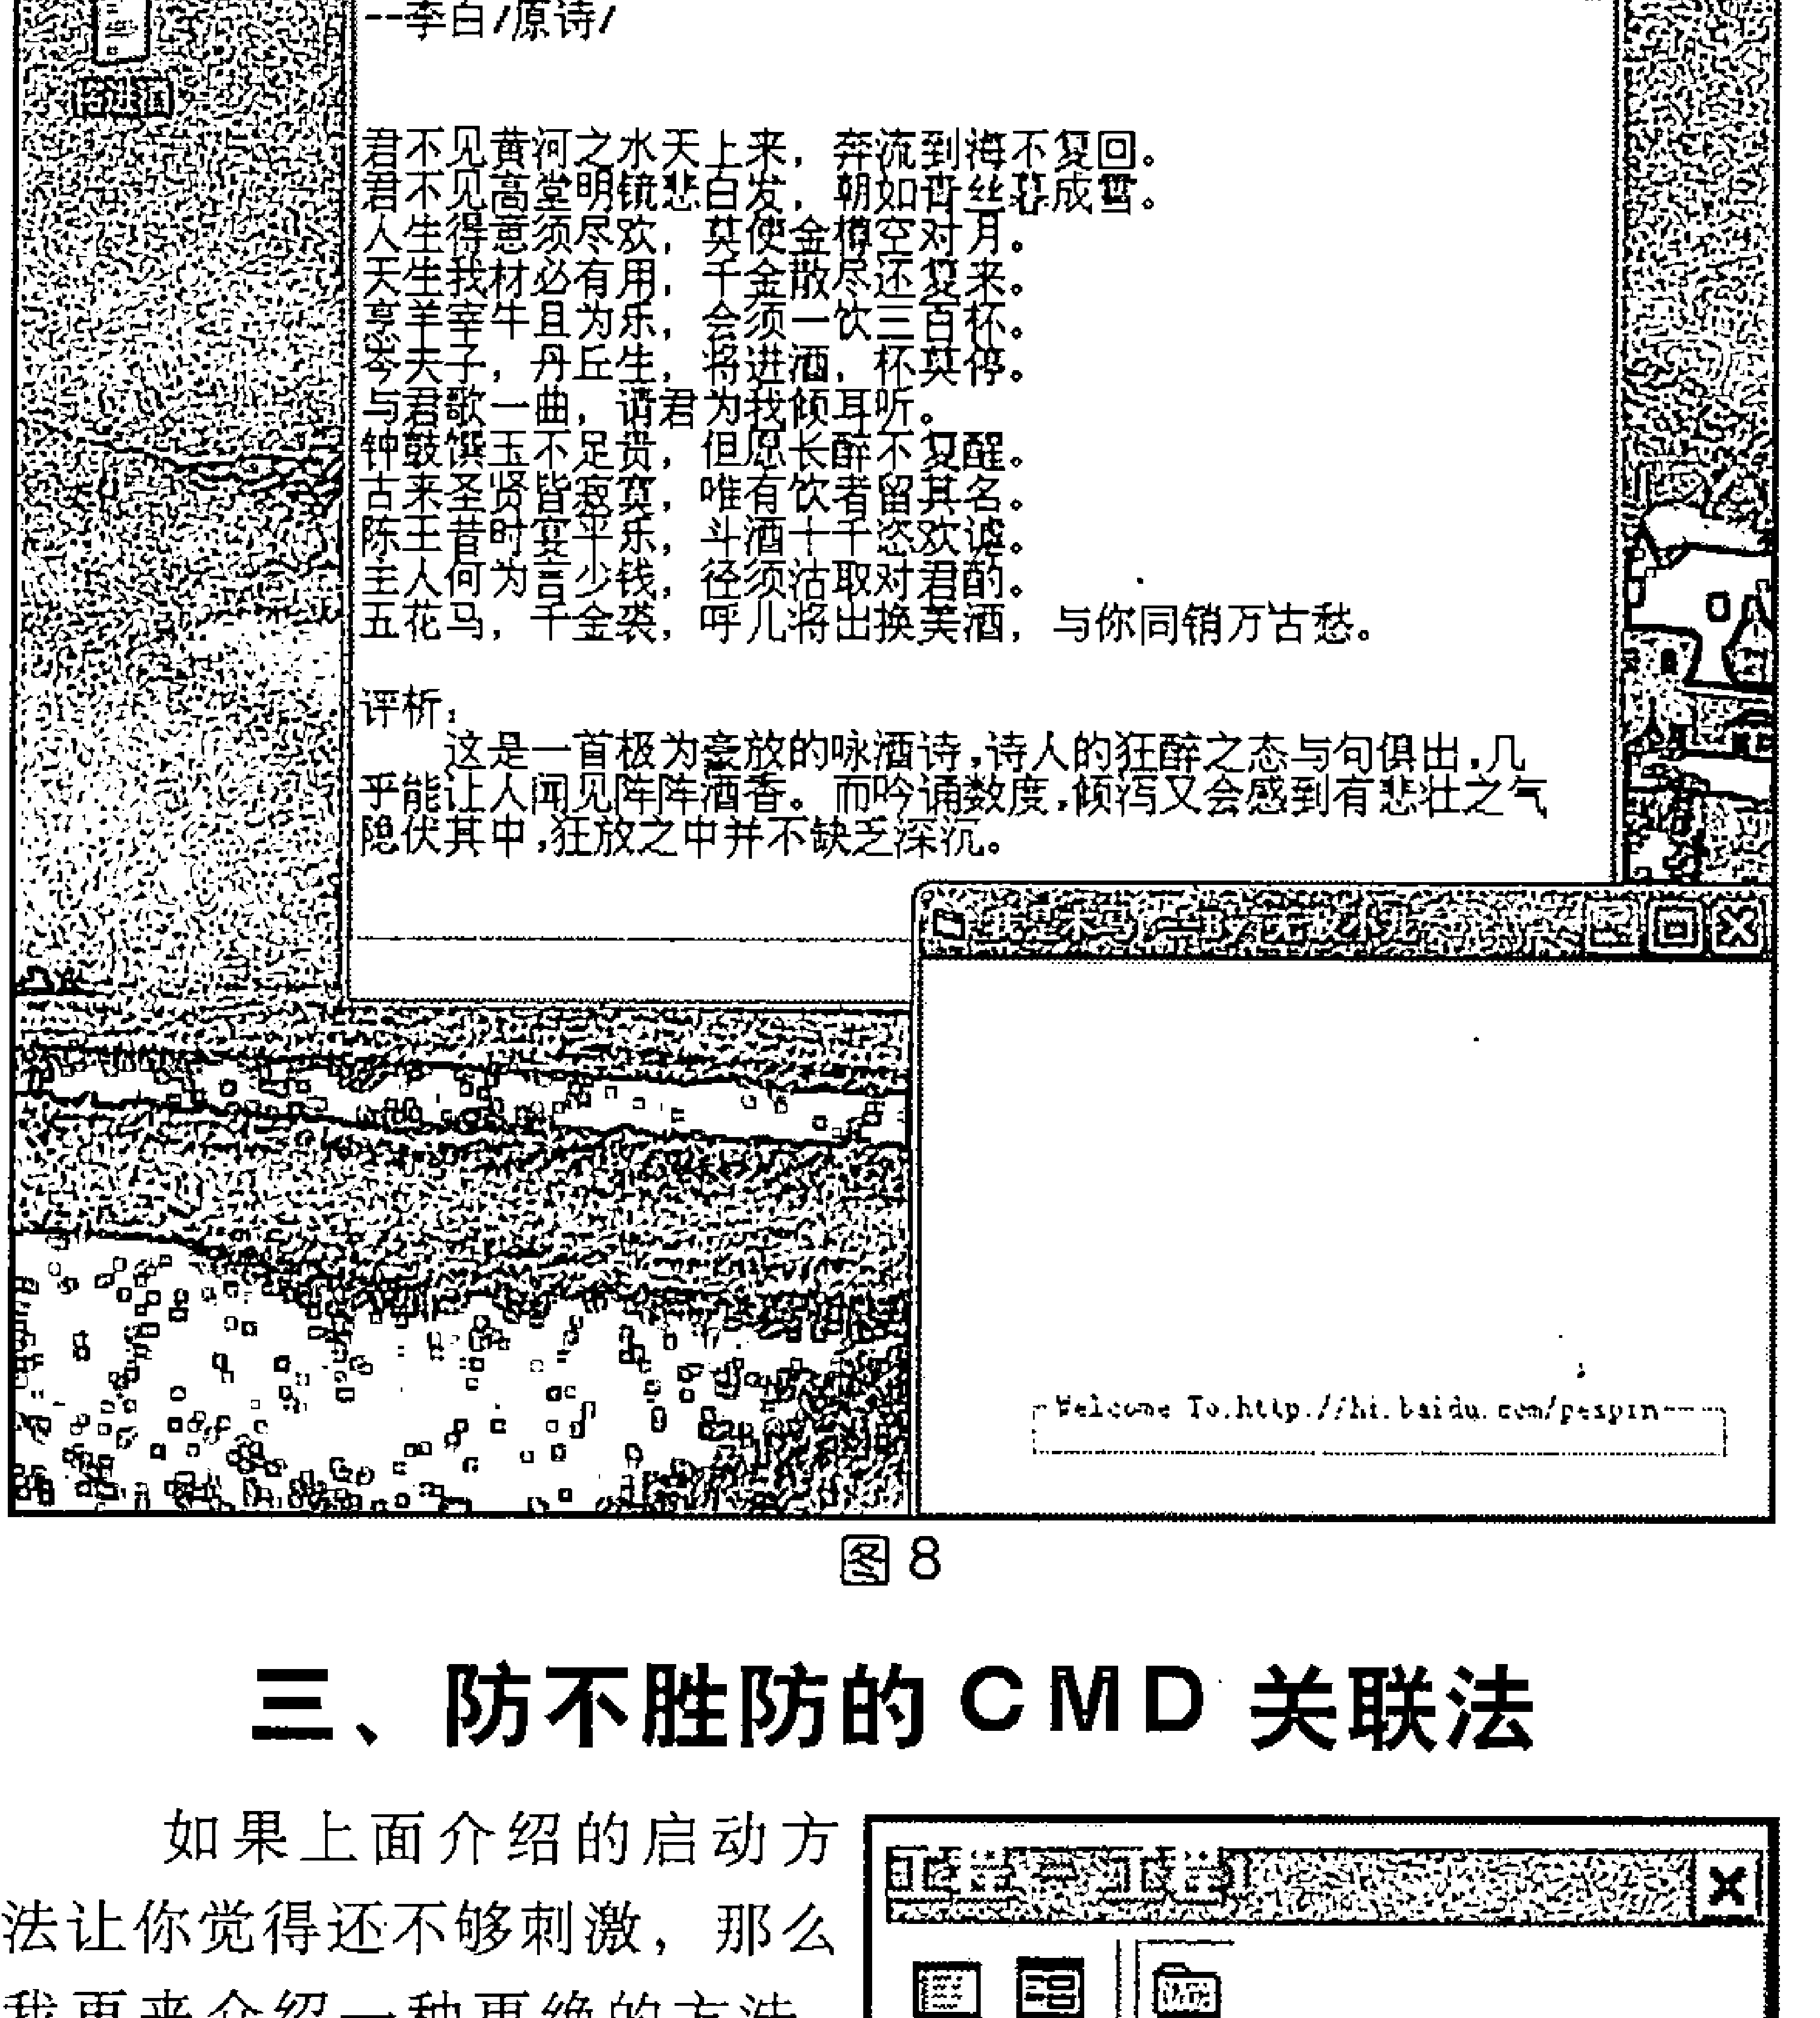 --李白/原诗/
将进酒
君不见黄河之水天上来，奔流到海不复回。
君不见高堂明镜悲白发，朝如青丝暮成雪。
人生得意须尽欢，莫使金樽空对月。
天生我材必有用，千金散尽还复来。
烹羊宰牛且为乐，会须一饮三百杯。
岑夫子，丹丘生，将进酒，杯莫停。
与君歌一曲，请君为我倾耳听。
钟鼓馔玉不足贵，但愿长醉不复醒。
古来圣贤皆寂寞，唯有饮者留其名。
陈王昔时宴平乐，斗酒十千恣欢谑。
主人何为言少钱，径须沽取对君酌。
五花马，千金裘，呼儿将出换美酒，与你同销万古愁。
评析：
这是一首极为豪放的咏酒诗,诗人的狂醉之态与句俱出,几
乎能让人闻见阵阵酒香。而吟诵数度,倾泻又会感到有悲壮之气
隐伏其中,狂放之中并不缺乏深沉。
Welcome To.http://hi.baidu.com/pespin
图8
三、防不胜防的CMD关联法
如果上面介绍的启动方
法让你觉得还不够刺激，那么
我再来介绍一种更绝的方法